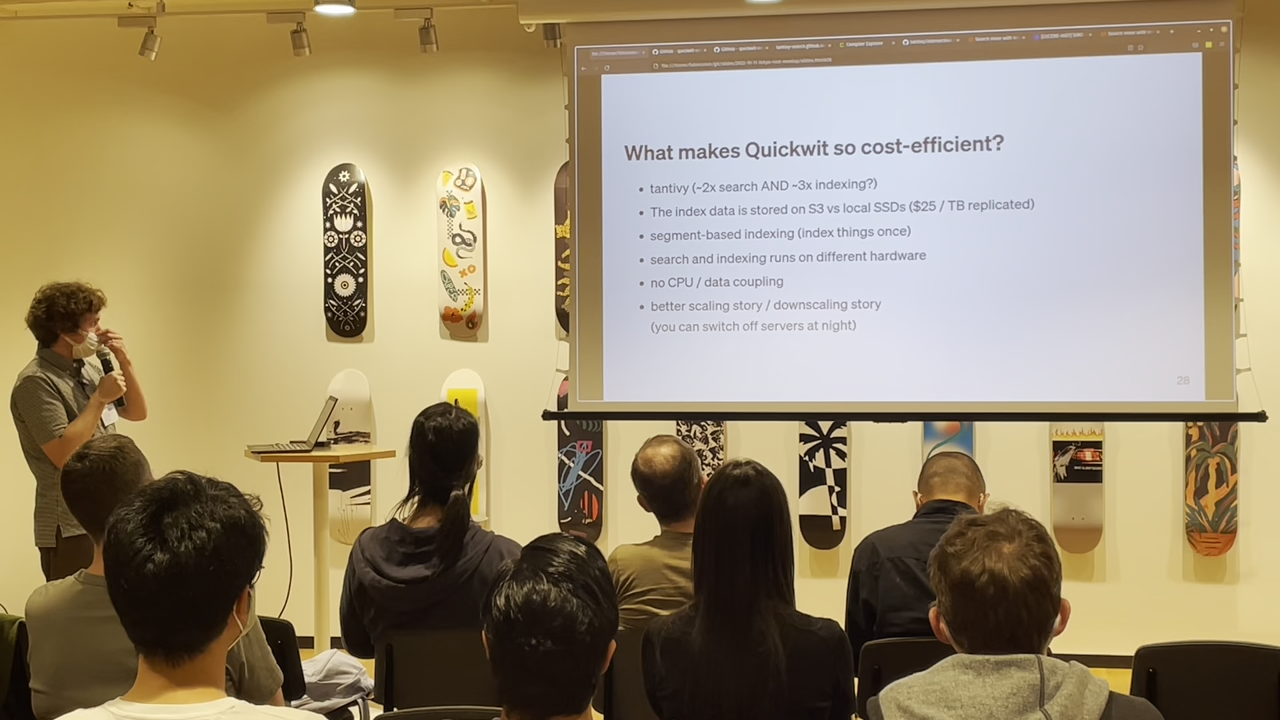 What makes Quickwit so cost-efficient?
• tantivy (~2x search AND ~3x indexing?)
• The index data is stored on S3 vs local SSDs ($25 / TB replicated)
• segment-based indexing (index things once)
• search and indexing runs on different hardware
• no CPU / data coupling
• better scaling story / downscaling story
(you can switch off servers at night)
28